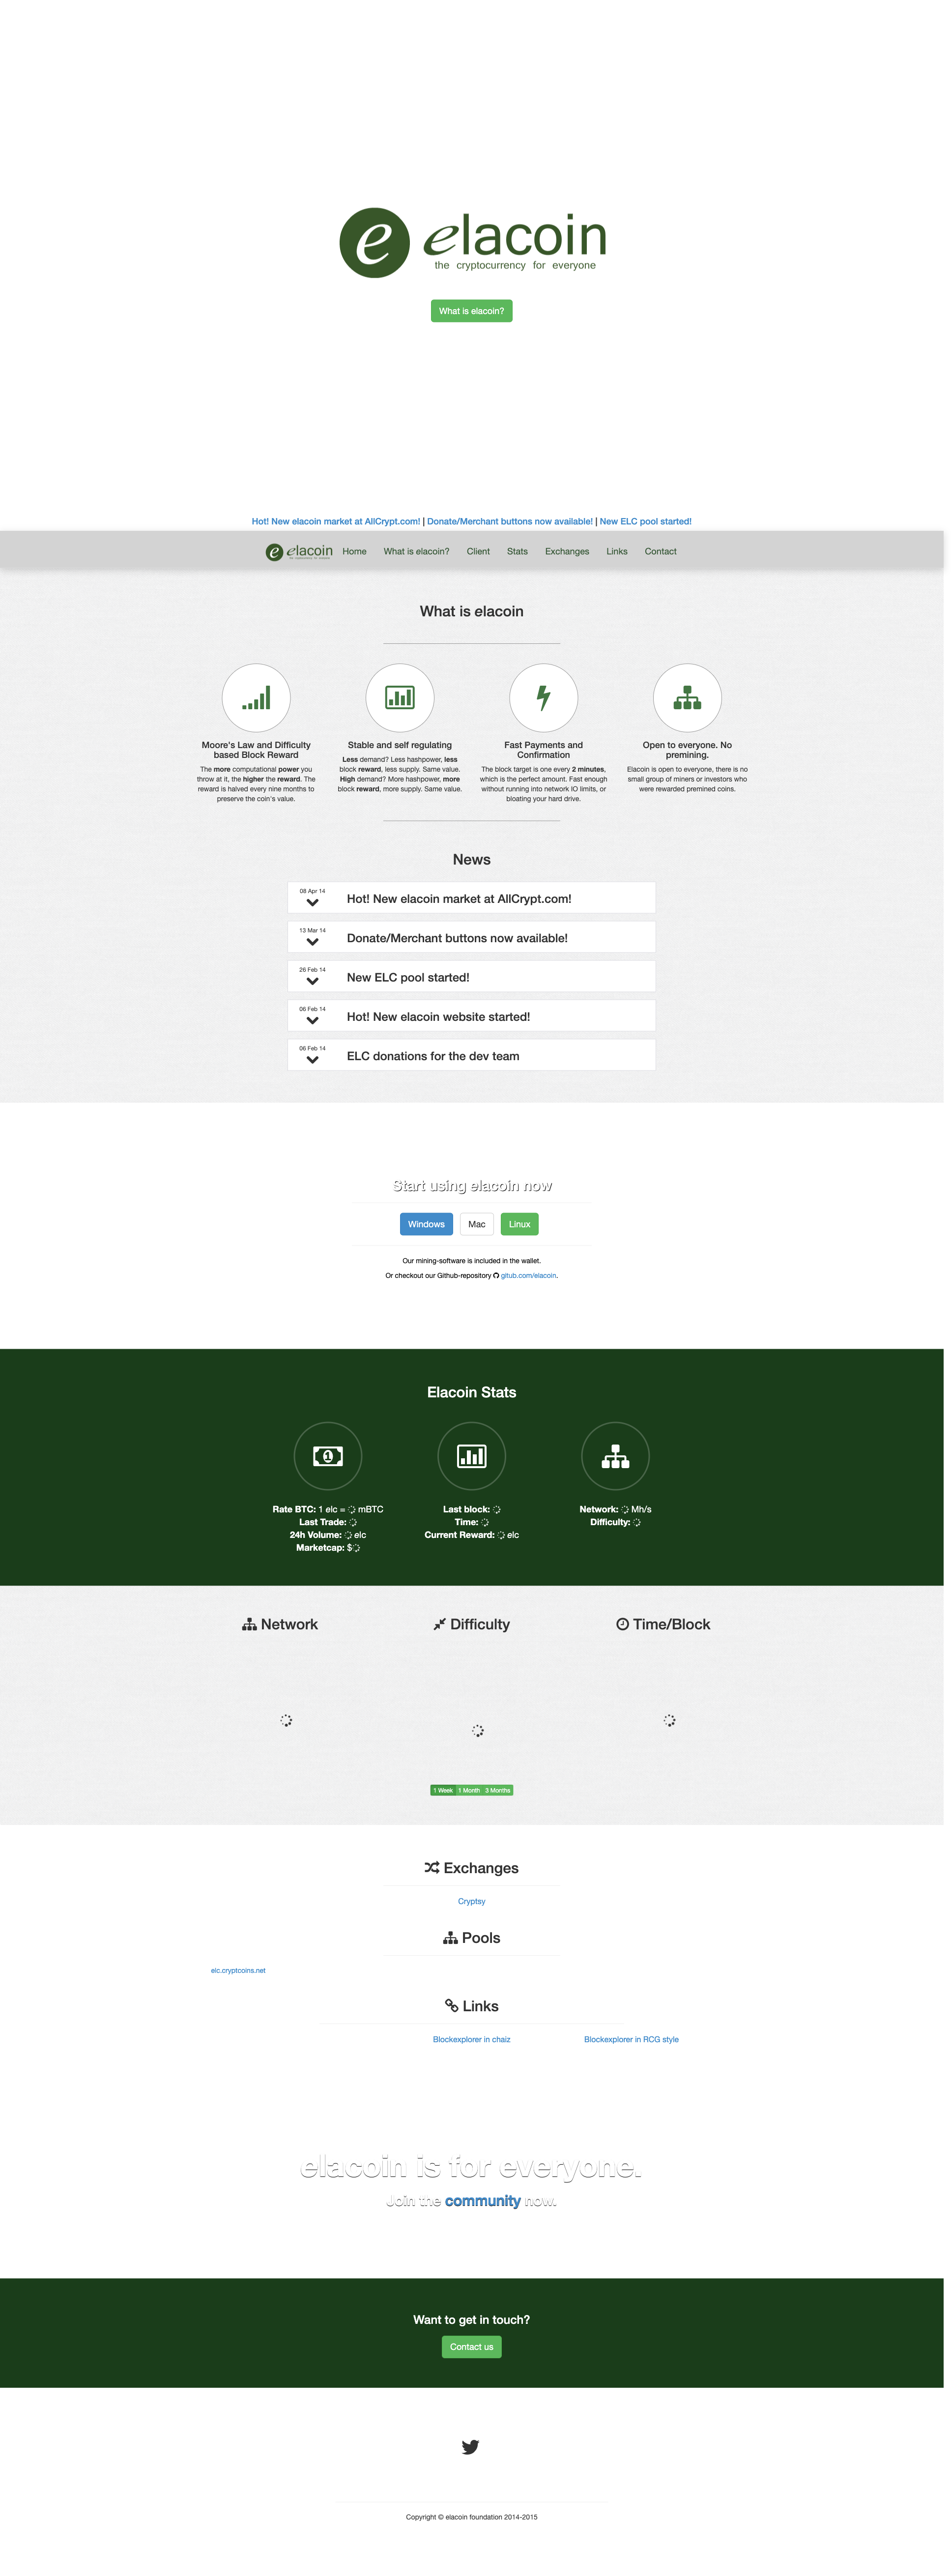 e elacoin
the cryptocurrency for everyone
What is elacoin?
Hot! New elacoin market at AllCrypt.com! | Donate/Merchant buttons now available! | New ELC pool started!
e elacoin Home What is elacoin? Client Stats Exchanges Links Contact
What is elacoin
Moore's Law and Difficulty
based Block Reward
The more computational power you
throw at it, the higher the reward. The
reward is halved every nine months to
preserve the coin's value.
Stable and self regulating
Less demand? Less hashpower, less
block reward, less supply. Same value.
High demand? More hashpower, more
block reward, more supply. Same value.
Fast Payments and
Confirmation
The block target is one every 2 minutes,
which is the perfect amount. Fast enough
without running into network IO limits, or
bloating your hard drive.
Open to everyone. No
premining.
Elacoin is open to everyone, there is no
small group of miners or investors who
were rewarded premined coins.
News
08 Apr 14
Hot! New elacoin market at AllCrypt.com!
13 Mar 14
Donate/Merchant buttons now available!
26 Feb 14
New ELC pool started!
06 Feb 14
Hot! New elacoin website started!
06 Feb 14
ELC donations for the dev team
Start using elacoin now
Windows Mac Linux
Our mining-software is included in the wallet.
Or checkout our Github-repository gitub.com/elacoin.
Elacoin Stats
Rate BTC: 1 elc = mBTC
Last Trade:
24h Volume: elc
Marketcap: $
Last block:
Time:
Current Reward: elc
Network: Mh/s
Difficulty:
Network
Difficulty
Time/Block
1 Week 1 Month 3 Months
Exchanges
Cryptsy
Pools
elc.cryptcoins.net
Links
Blockexplorer in chaiz Blockexplorer in RCG style
elacoin is for everyone.
Join the community now.
Want to get in touch?
Contact us
Copyright © elacoin foundation 2014-2015